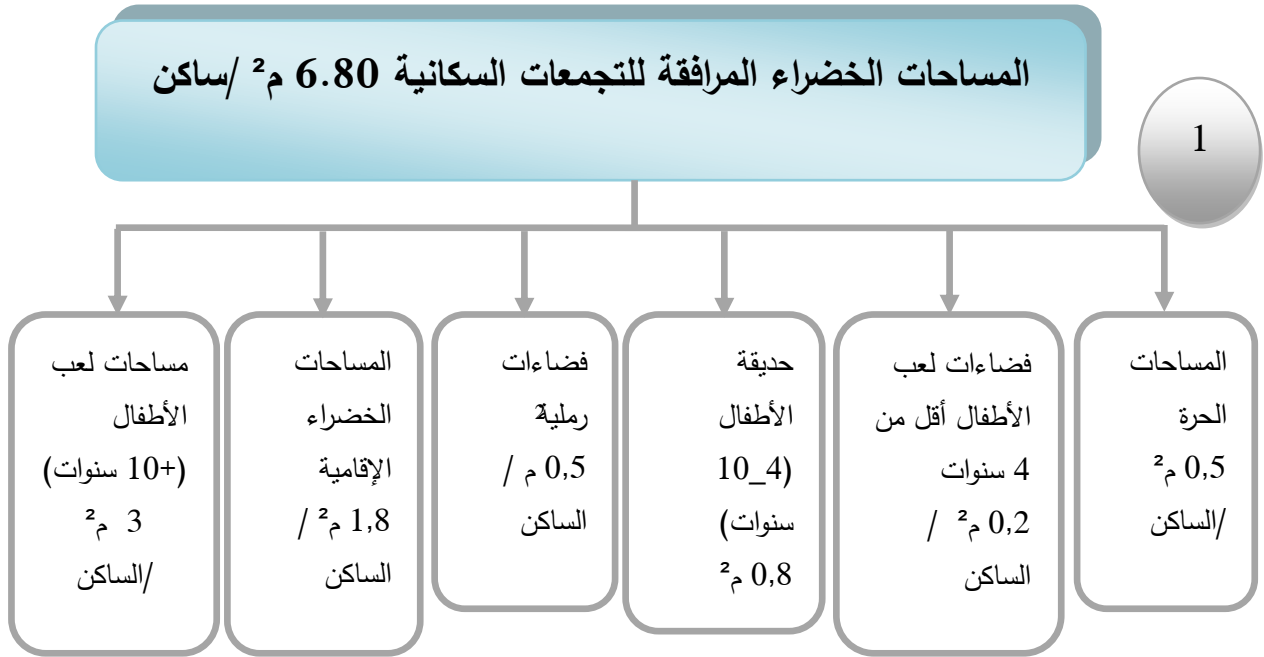 المساحات الخضراء المرافقة للتجمعات السكانية 6.80 م² /ساكن
1
المساحات
الحرة
0,5 م²
/الساكن
فضاءات لعب
الأطفال أقل من
4 سنوات
0,2 م² /
الساكن
حديقة
الأطفال
(4_10
سنوات)
0,8 م²
فضاءات
رملية²
0,5 م /
الساكن
المساحات
الخضراء
الإقامية
1,8 م² /
الساكن
مساحات لعب
الأطفال
(+10 سنوات)
3 م²
/الساكن